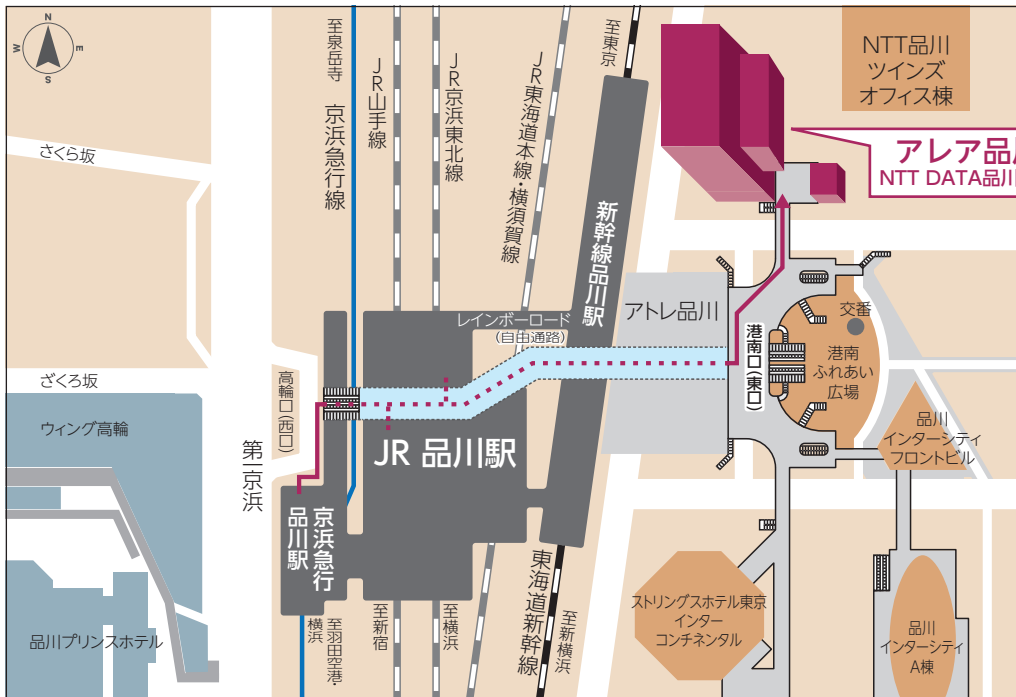 N
W
E
S
至泉岳寺
京浜急行線
JR山手線
JR京浜東北線
JR東海道本線・横須賀線
至東京
NTT品川
ツインズ
オフィス棟
アレア品川
NTT DATA品川
さくら坂
新幹線品川駅
アトレ品川
レインボーロード
(自由通路)
港南口(東口)
交番
港南
ふれあい
広場
ざくろ坂
高輪口(西口)
ウィング高輪
第一京浜
JR 品川駅
品川
インターシティ
フロントビル
京浜急行
品川駅
東海道新幹線
ストリングスホテル東京
インター
コンチネンタル
品川
インターシティ
A棟
品川プリンスホテル
至羽田空港・
横浜
至新宿
至横浜
至新横浜